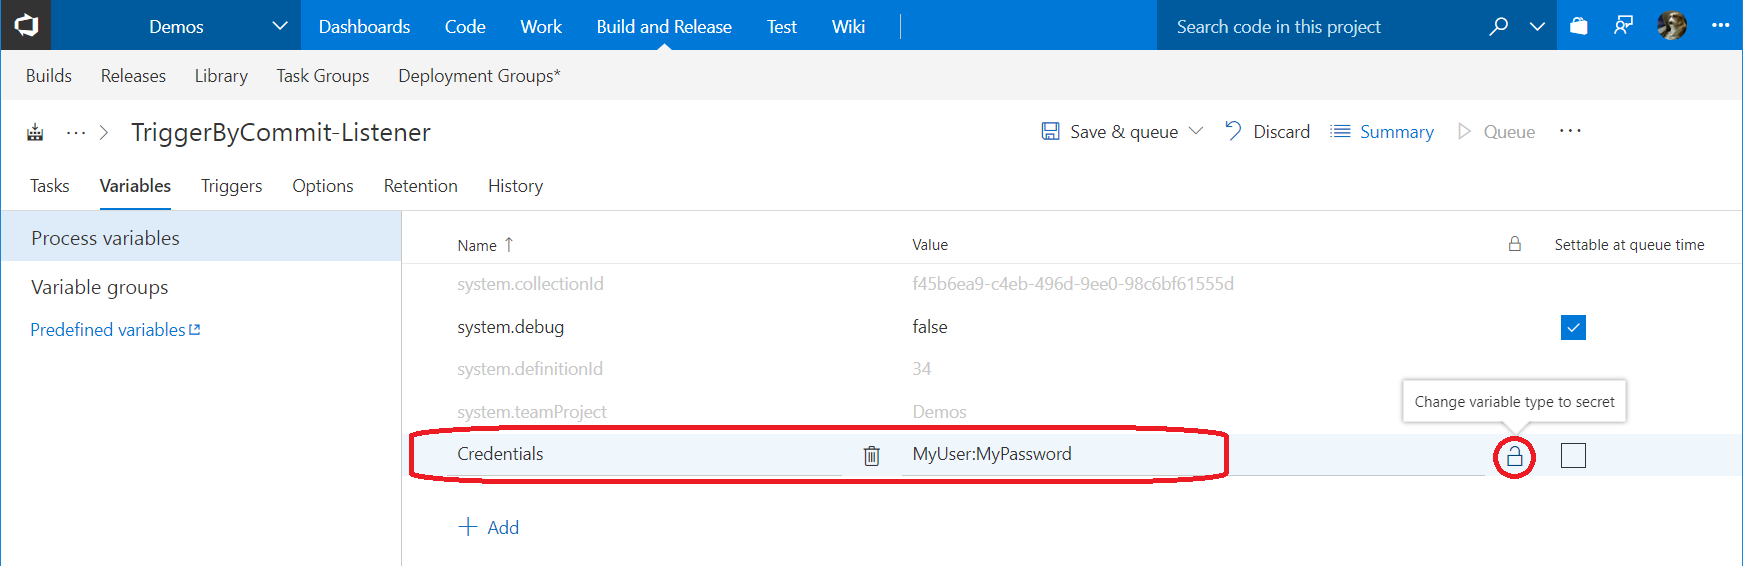 Demos Dashboards Code Work Build and Release Test Wiki Search code in this project ...
Builds Releases Library Task Groups Deployment Groups*
... TriggerByCommit-Listener Save & queue Discard Summary Queue ...
Tasks Variables Triggers Options Retention History
Process variables
Variable groups
Predefined variables
Name ↑ Value Settable at queue time
system.collectionId f45b6ea9-c4eb-496d-9ee0-98c6bf61555d
system.debug false
system.definitionId 34
system.teamProject Demos
Change variable type to secret
Credentials MyUser:MyPassword
+ Add